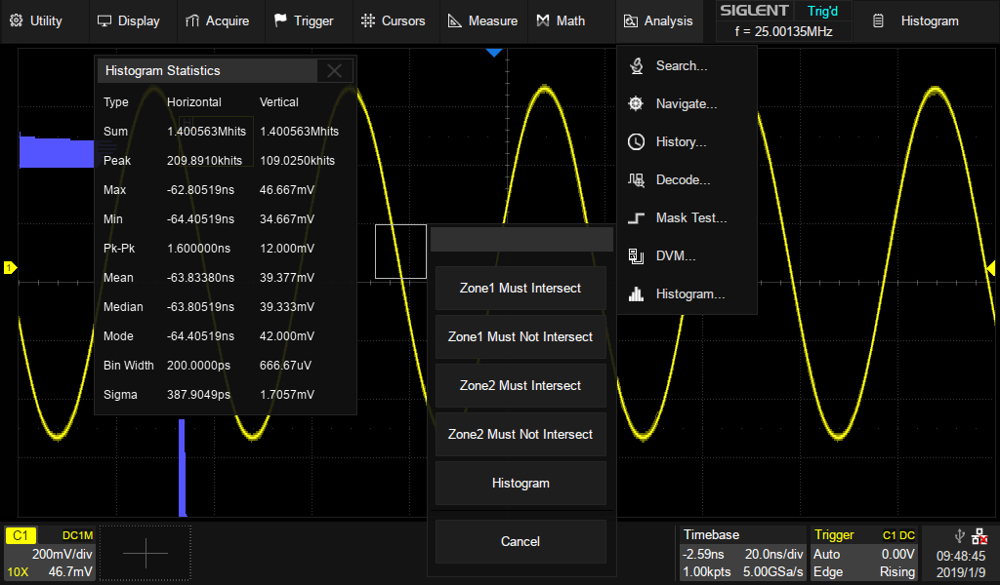 Utility Display Acquire Trigger Cursors Measure Math Analysis SIGLENT Trig'd Histogram
f = 25.00135MHz
Histogram Statistics
Type Horizontal Vertical
Sum 1.400563Mhits 1.400563Mhits
Peak 209.8910khits 109.0250khits
Max -62.80519ns 46.667mV
Min -64.40519ns 34.667mV
Pk-Pk 1.600000ns 12.000mV
Mean -63.83380ns 39.377mV
Median -63.80519ns 39.333mV
Mode -64.40519ns 42.000mV
Bin Width 200.0000ps 666.67uV
Sigma 387.9049ps 1.7057mV
Search...
Navigate...
History...
Decode...
Mask Test...
DVM...
Histogram...
1
Zone1 Must Intersect
Zone1 Must Not Intersect
Zone2 Must Intersect
Zone2 Must Not Intersect
Histogram
Cancel
C1 DC1M
200mV/div
10X 46.7mV
Timebase
-2.59ns 20.0ns/div
1.00kpts 5.00GSa/s
Trigger C1 DC
Auto 0.00V
Edge Rising
09:48:45
2019/1/9